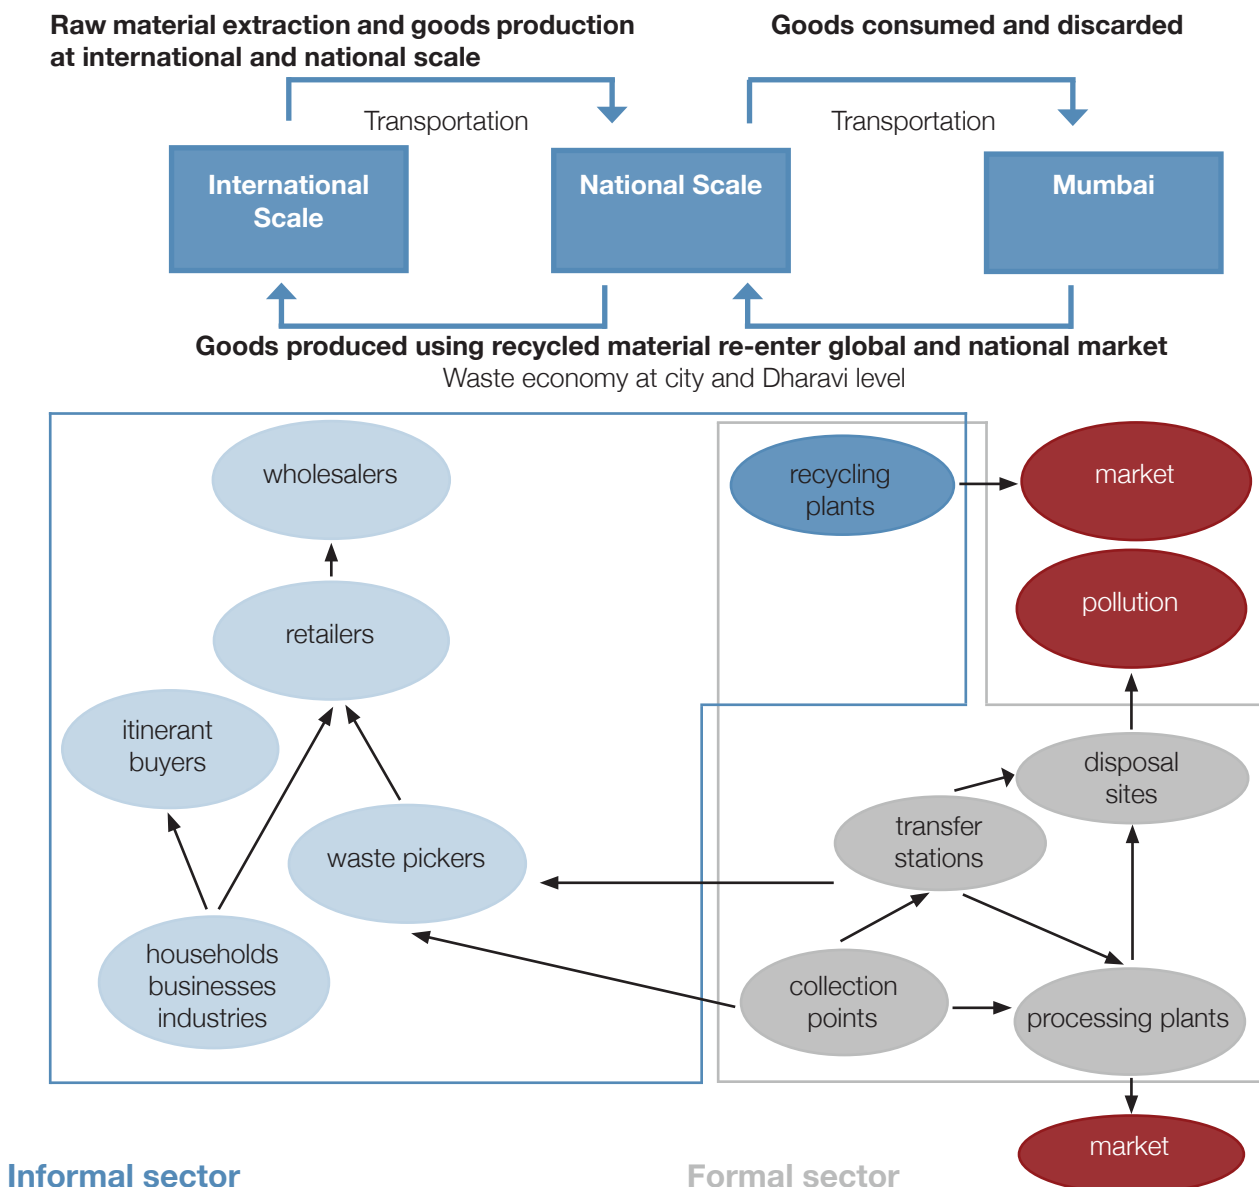 Raw material extraction and goods production
at international and national scale
Goods consumed and discarded
Transportation
Transportation
International
Scale
National Scale
Mumbai
Goods produced using recycled material re-enter global and national market
Waste economy at city and Dharavi level
wholesalers
recycling
plants
market
retailers
pollution
itinerant
buyers
disposal
sites
waste pickers
transfer
stations
households
businesses
industries
collection
points
processing plants
market
Informal sector
Formal sector